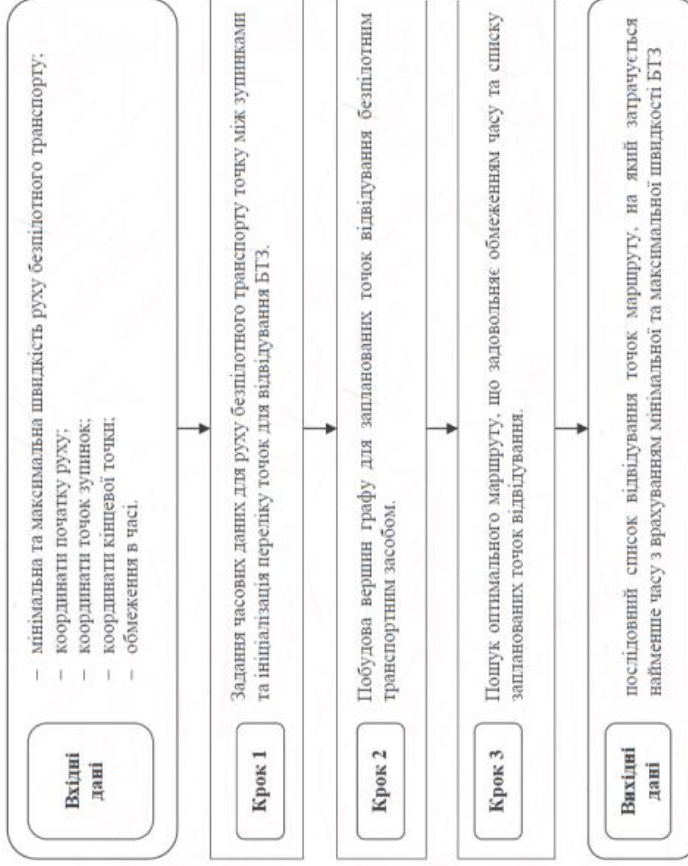 Вхідні
дані
– мінімальна та максимальна швидкість руху безпілотного транспорту;
– координати початку руху;
– координати точок зупинок;
– координати кінцевої точки;
– обмеження в часі.
Крок 1
Задання часових даних для руху безпілотного транспорту точку між зупинками
та ініціалізація переліку точок для відвідування БТЗ.
Крок 2
Побудова вершин графу для запланованих точок відвідування безпілотним
транспортним засобом.
Крок 3
Пошук оптимального маршруту, що задовольняє обмеженням часу та списку
запланованих точок відвідування.
Вихідні
дані
послідовний список відвідування точок маршруту, на який затрачується
найменше часу з врахуванням мінімальної та максимальної швидкості БТЗ